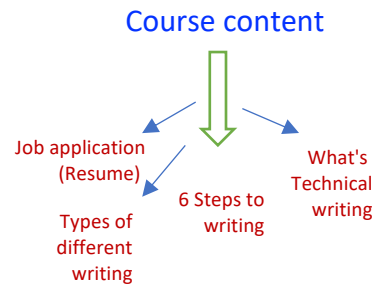 Course content
Job application
(Resume)
Types of
different
writing
6 Steps to
writing
What's
Technical
writing